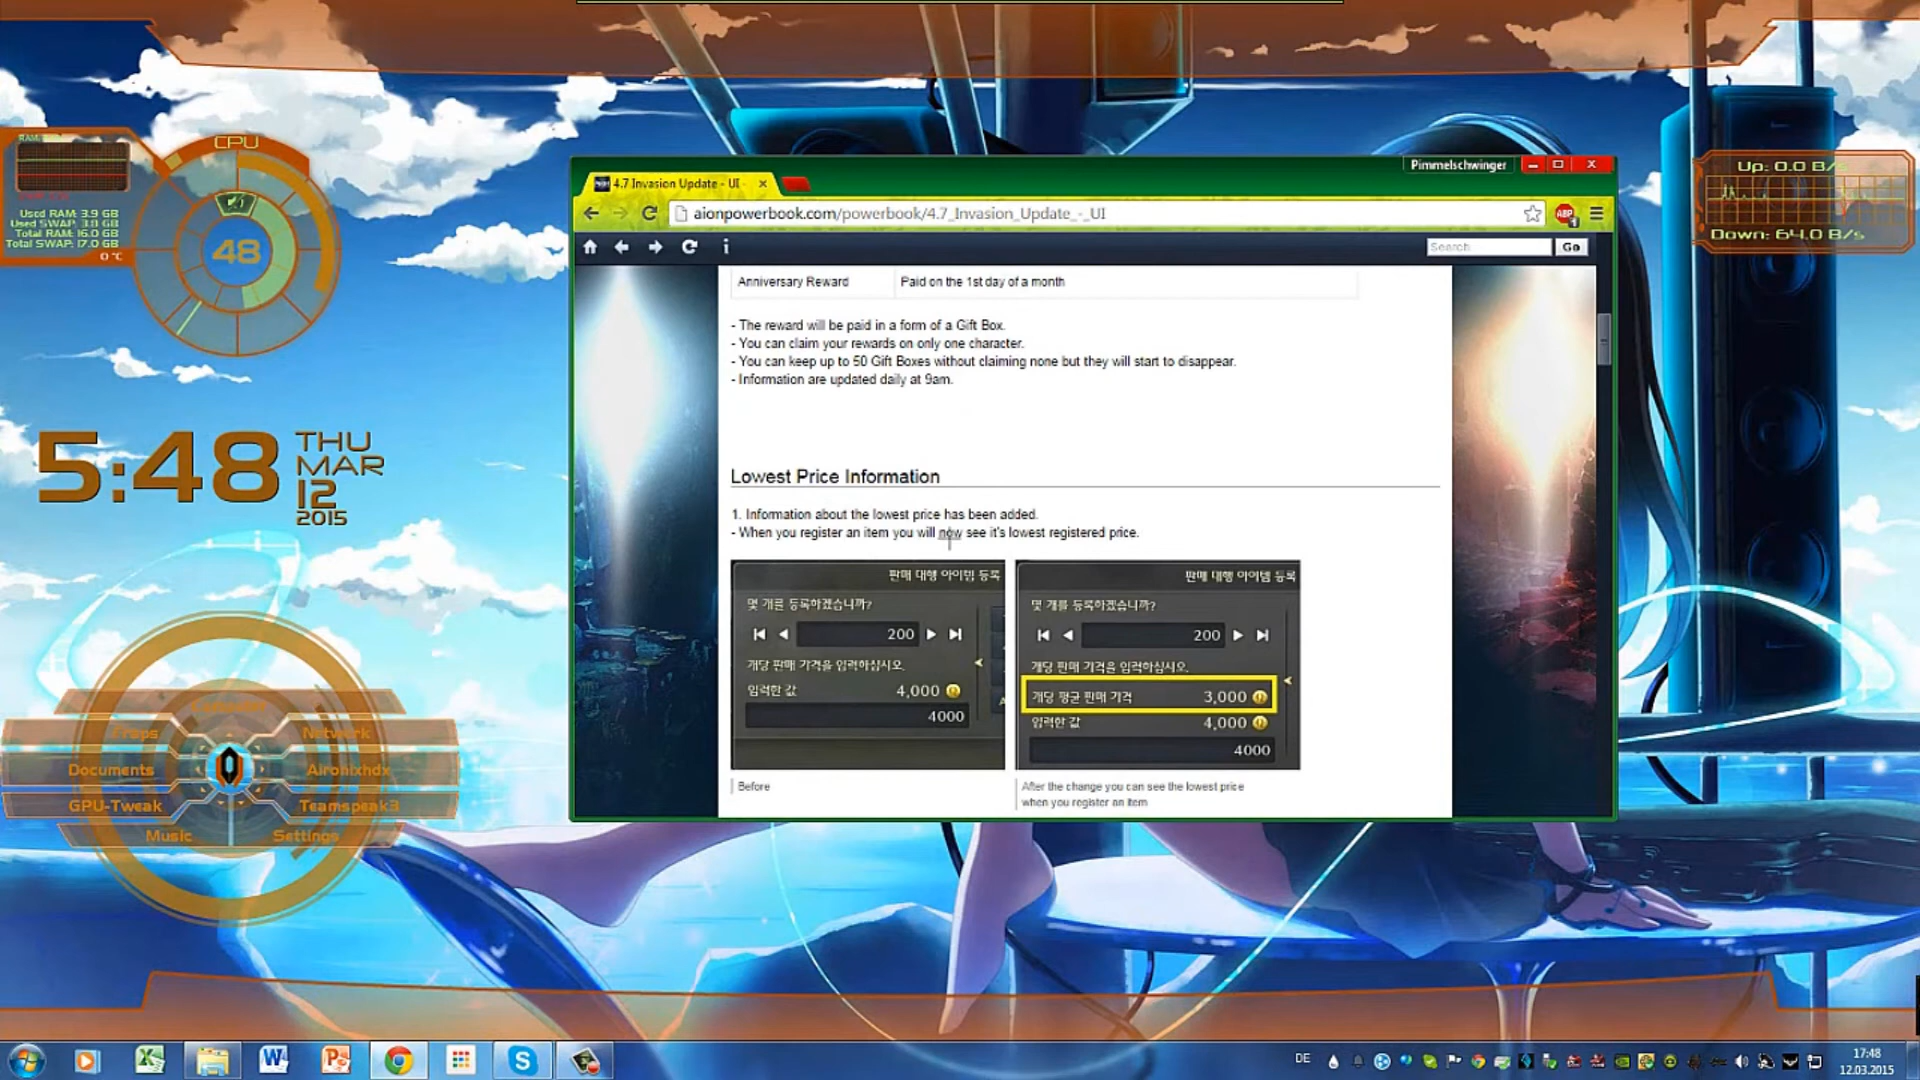 CPU
48
Used RAM: 3.9 GB
Used SWAP: 3.8 GB
Total RAM: 16.0 GB
Total SWAP: 17.0 GB
0°C
5:48
THU
MAR
12
2015
Fraps
Network
Documents
Aironixhdx
GPU-Tweak
Teamspeak3
Music
Settings
Up: 0.0 B/s
Down: 64.0 B/s
Pimmelschwinger
4.7 Invasion Update - UI
aionpowerbook.com/powerbook/4.7_Invasion_Update_-_UI
ABP
Search
Go
Anniversary Reward
Paid on the 1st day of a month
- The reward will be paid in a form of a Gift Box.
- You can claim your rewards on only one character.
- You can keep up to 50 Gift Boxes without claiming none but they will start to disappear.
- Information are updated daily at 9am.
Lowest Price Information
1. Information about the lowest price has been added.
- When you register an item you will now see it's lowest registered price.
판매 대행 아이템 등록
몇 개를 등록하겠습니까?
200
개당 판매 가격을 입력하십시오.
입력한 값 4,000
4000
판매 대행 아이템 등록
몇 개를 등록하겠습니까?
200
개당 판매 가격을 입력하십시오.
개당 평균 판매 가격 3,000
입력한 값 4,000
4000
Before
After the change you can see the lowest price
when you register an item
DE
17:48
12.03.2015